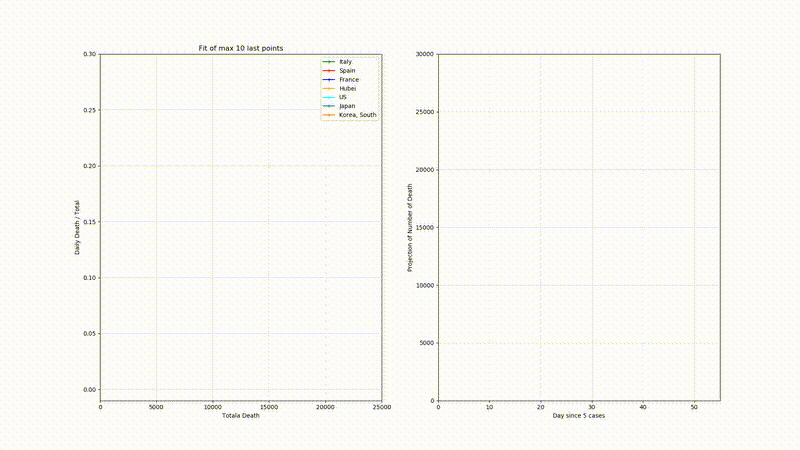 Fit of max 10 last points
0.30
0.25
0.20
0.15
0.10
0.05
0.00
Daily Death / Total
0 5000 10000 15000 20000 25000
Totala Death
Italy
Spain
France
Hubei
US
Japan
Korea, South
30000
25000
20000
15000
10000
5000
0
Projection of Number of Death
0 10 20 30 40 50
Day since 5 cases